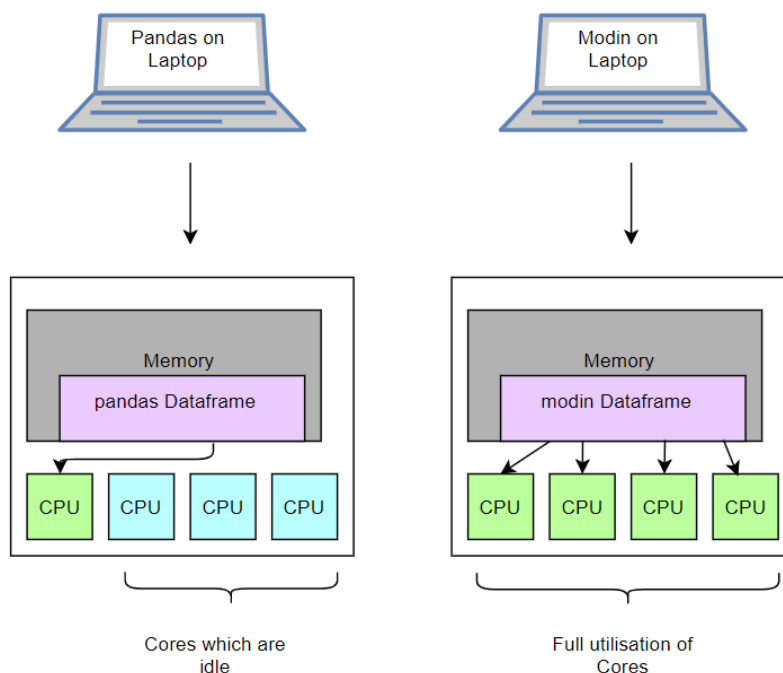 Pandas on
Laptop
Modin on
Laptop
Memory
pandas Dataframe
CPU
CPU
CPU
CPU
Cores which are
idle
Memory
modin Dataframe
CPU
CPU
CPU
CPU
Full utilisation of
Cores